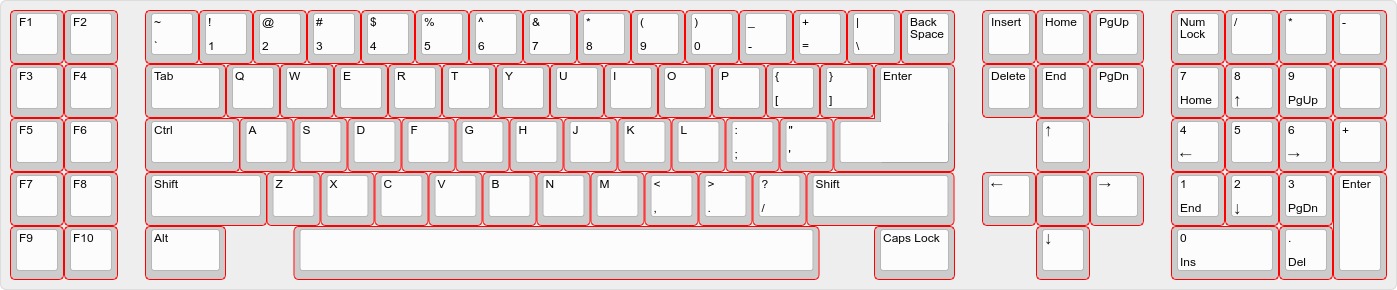 F1 F2 ~ ! @ # $ % ^ & * ( ) _ + | Back Insert Home PgUp Num / * -
Space Lock
` 1 2 3 4 5 6 7 8 9 0 - = \
F3 F4 Tab Q W E R T Y U I O P { } Enter Delete End PgDn 7 8 9
[ ] Home ↑ PgUp
F5 F6 Ctrl A S D F G H J K L : " ↑ 4 5 6 +
; ' ← →
F7 F8 Shift Z X C V B N M < > ? Shift ← → 1 2 3 Enter
, . / End ↓ PgDn
F9 F10 Alt Caps Lock ↓ 0 .
Ins Del